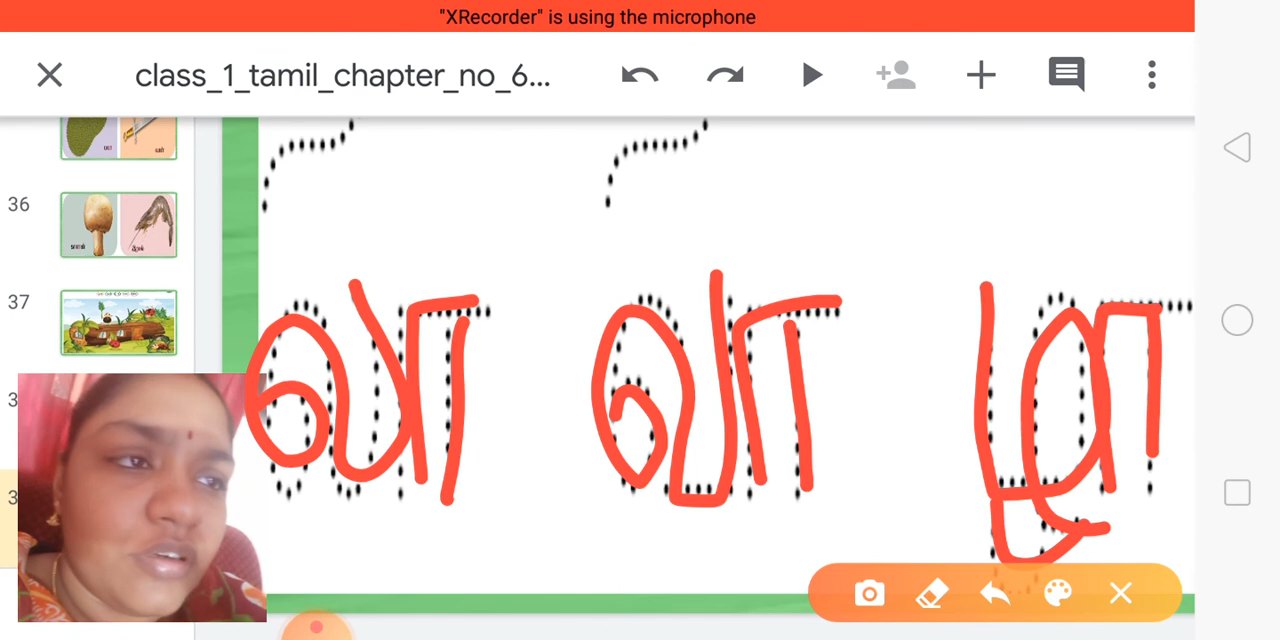 "XRecorder" is using the microphone
class_1_tamil_chapter_no_6...
36
37
லா வா ழா